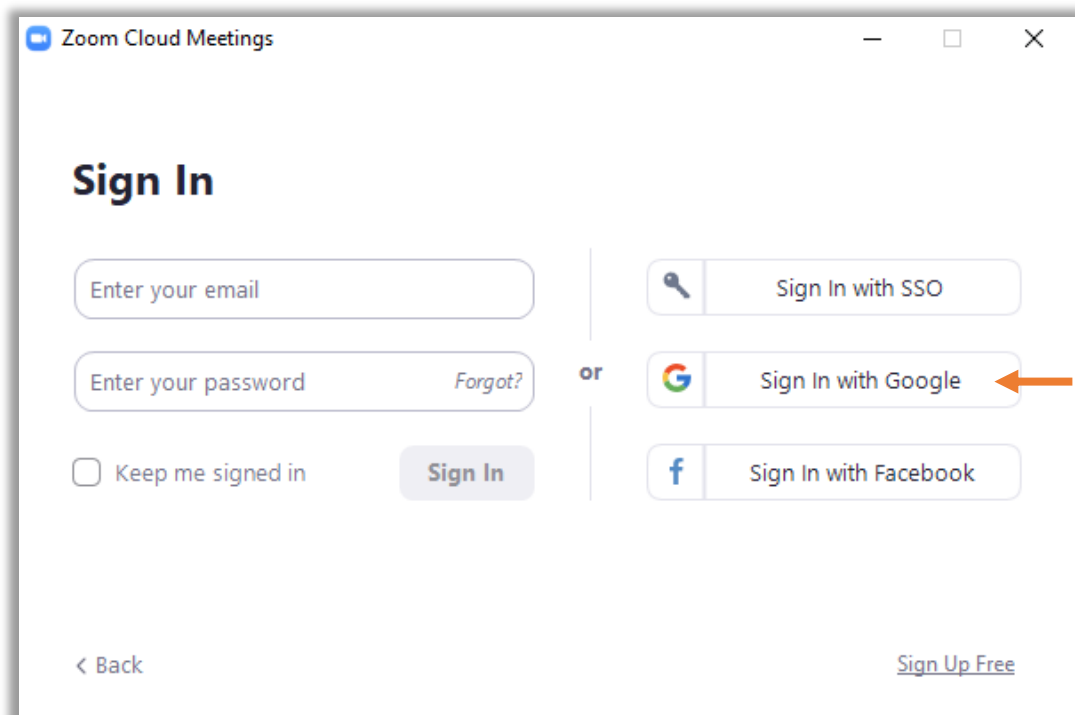 Zoom Cloud Meetings
Sign In
Enter your email
Enter your password Forgot?
Keep me signed in Sign In
or
Sign In with SSO
Sign In with Google
Sign In with Facebook
Back
Sign Up Free